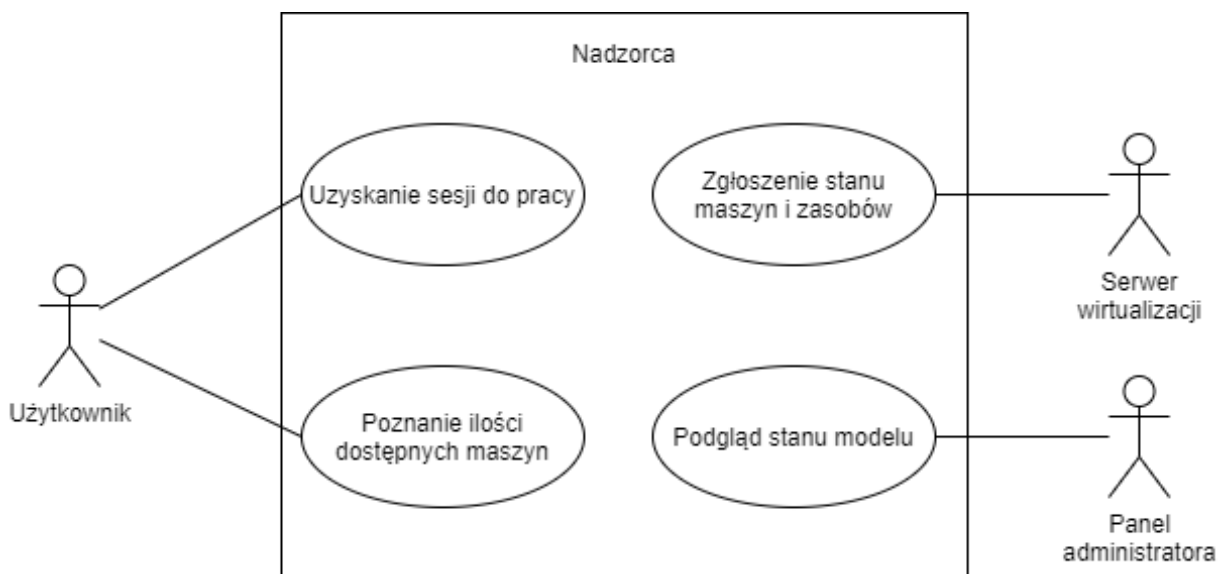 Nadzorca
Uzyskanie sesji do pracy
Zgłoszenie stanu
maszyn i zasobów
Serwer
wirtualizacji
Użytkownik
Poznanie ilości
dostępnych maszyn
Podgląd stanu modelu
Panel
administratora